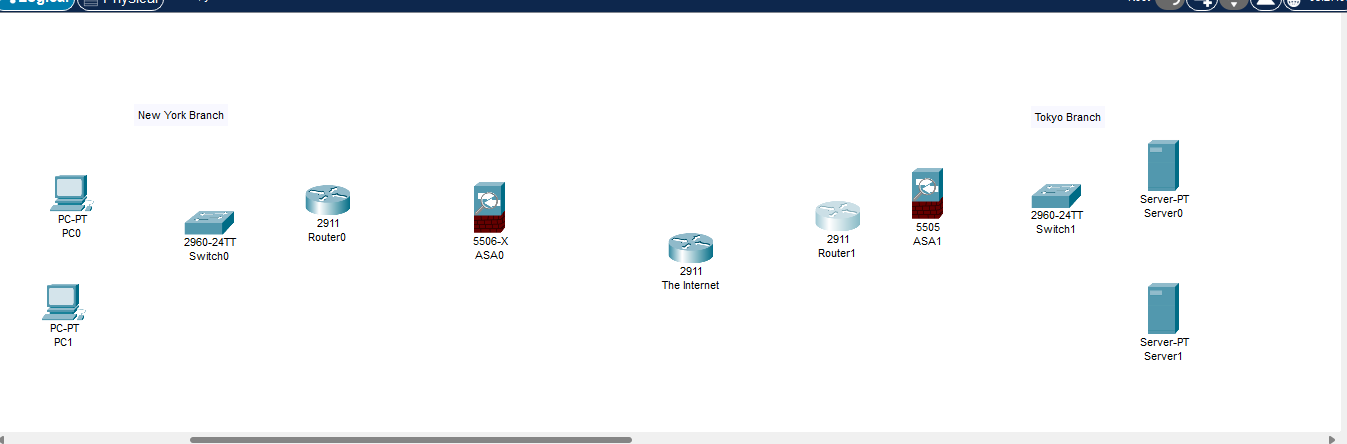 Logical
Physical
New York Branch
Tokyo Branch
PC-PT
PC0
2960-24TT
Switch0
2911
Router0
5506-X
ASA0
2911
The Internet
2911
Router1
5505
ASA1
2960-24TT
Switch1
Server-PT
Server0
PC-PT
PC1
Server-PT
Server1